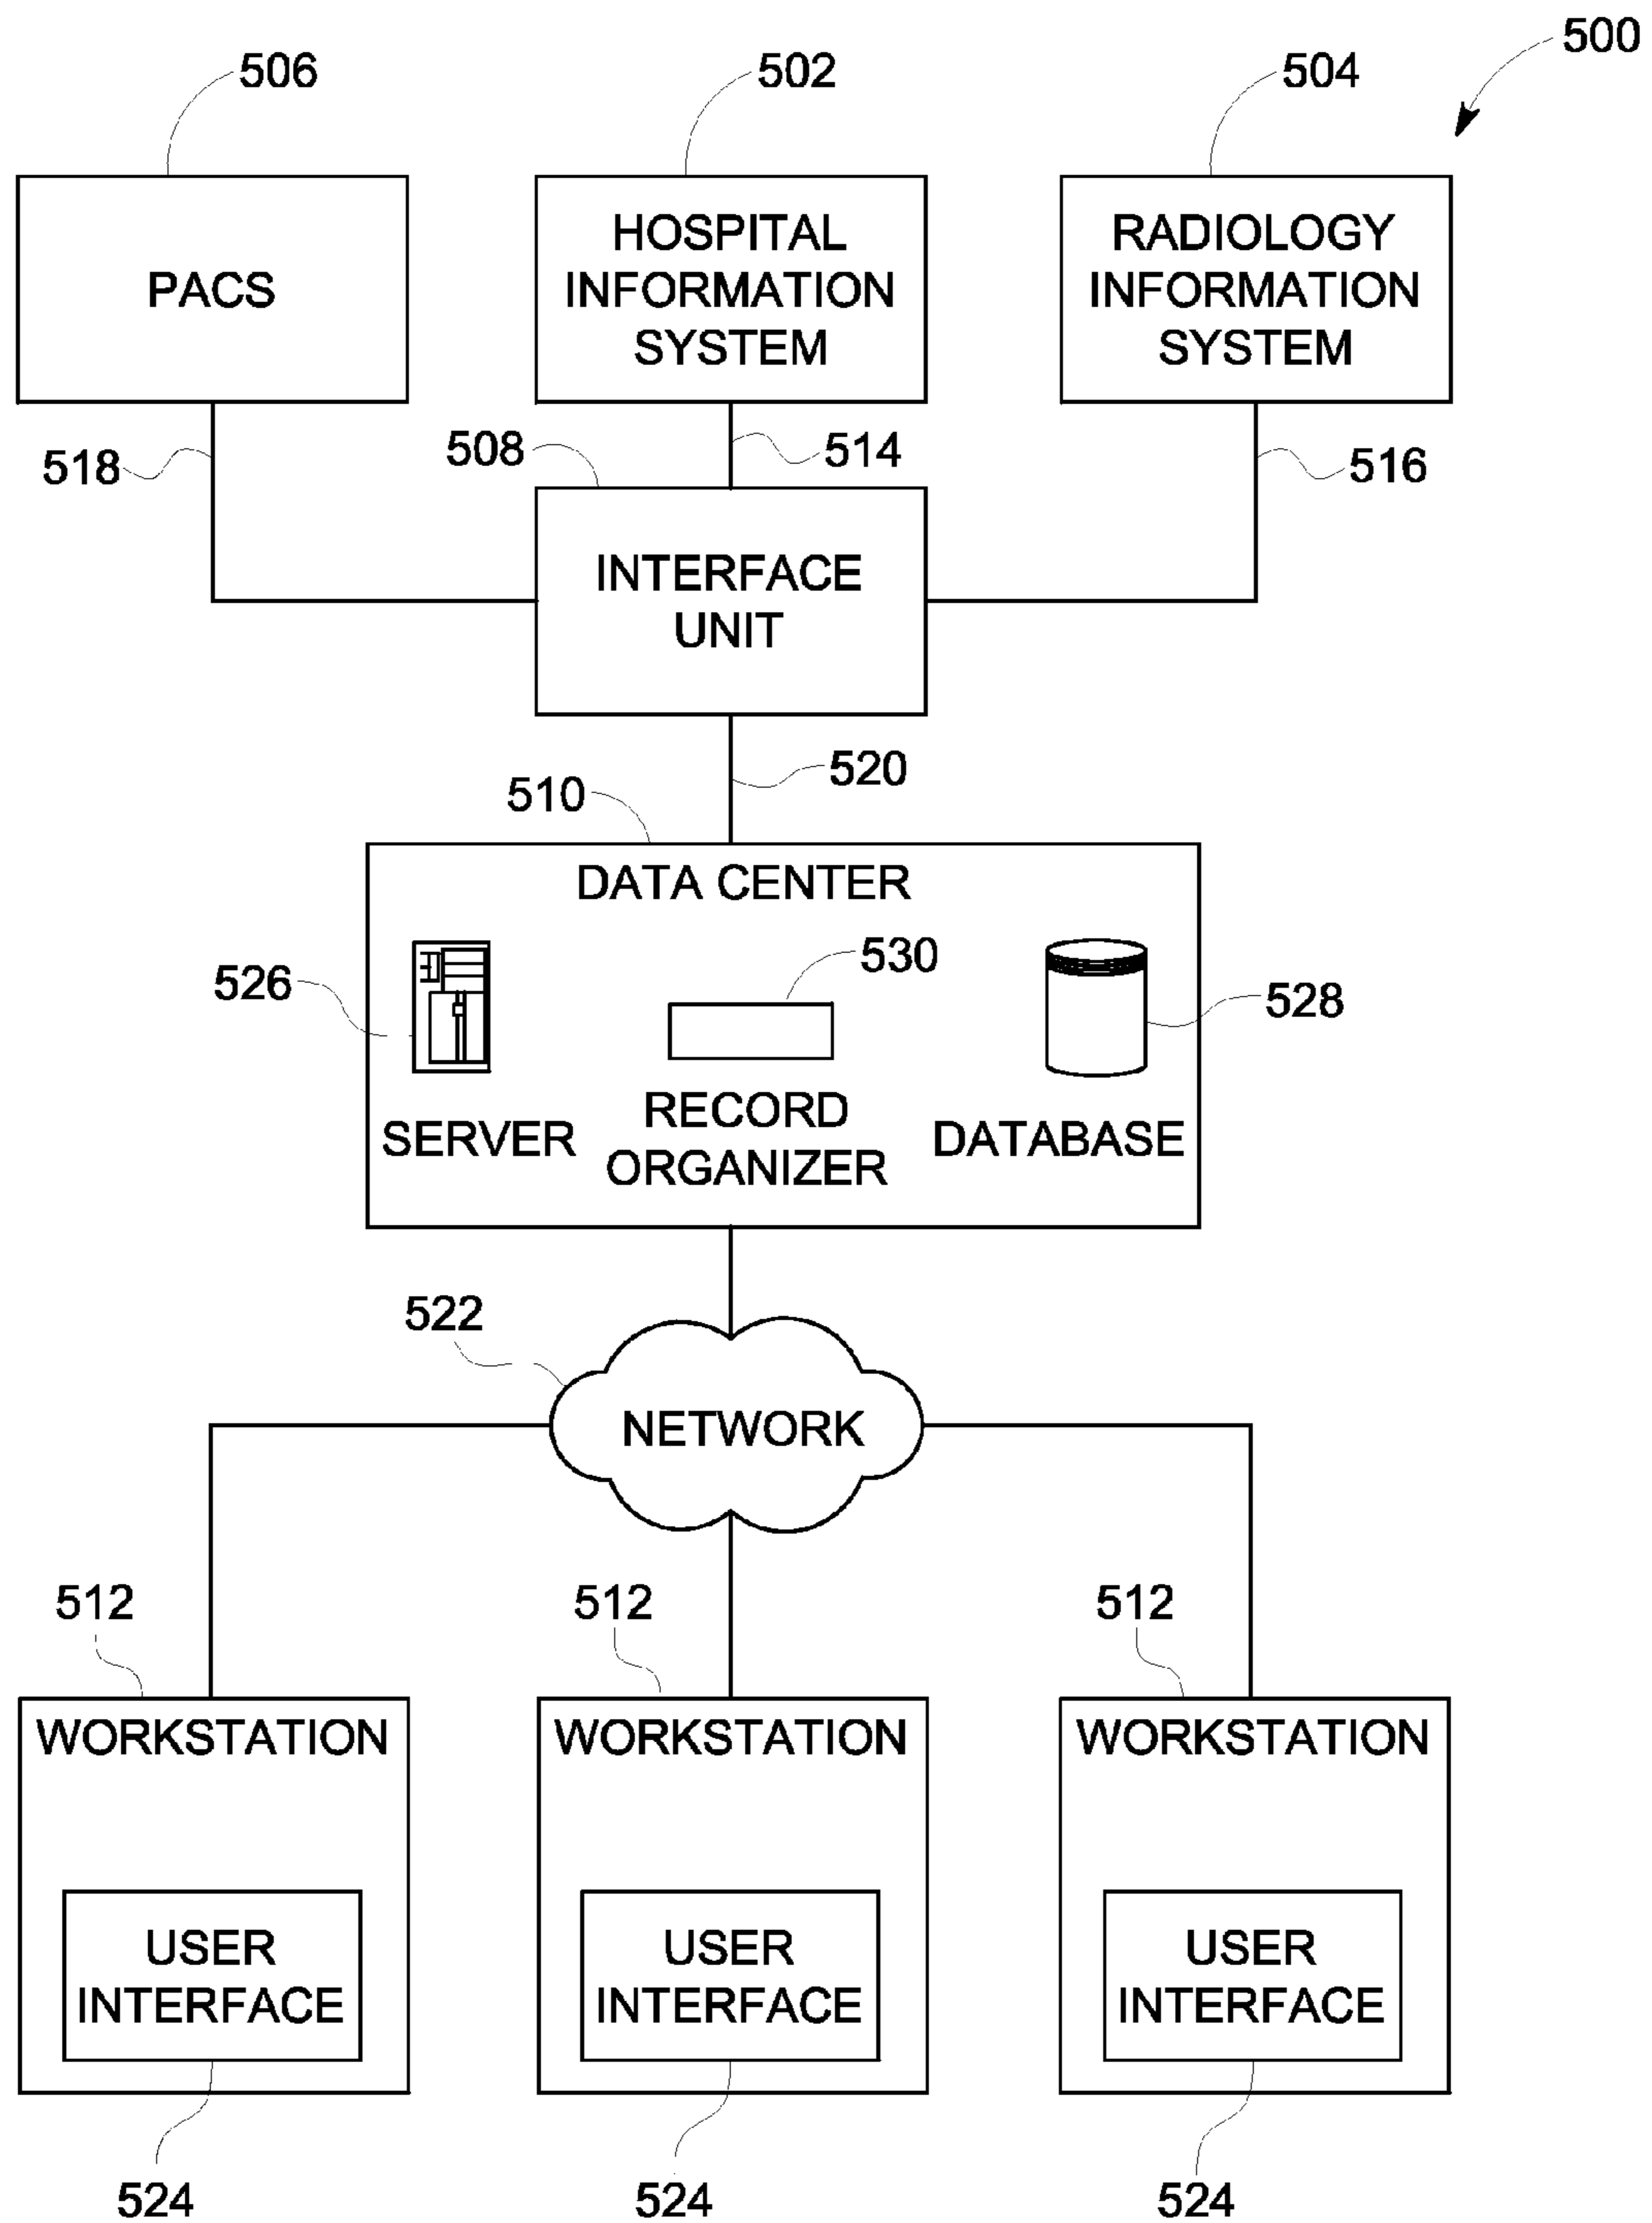 500
506
502
504
PACS
HOSPITAL
INFORMATION
SYSTEM
RADIOLOGY
INFORMATION
SYSTEM
518
508
514
516
INTERFACE
UNIT
520
510
DATA CENTER
526
530
528
SERVER
RECORD
ORGANIZER
DATABASE
522
NETWORK
512
512
512
WORKSTATION
WORKSTATION
WORKSTATION
USER
INTERFACE
USER
INTERFACE
USER
INTERFACE
524
524
524